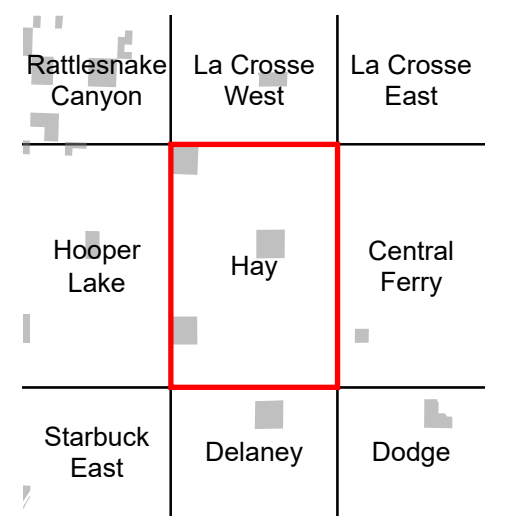 Rattlesnake
Canyon
La Crosse
West
La Crosse
East
Hooper
Lake
Hay
Central
Ferry
Starbuck
East
Delaney
Dodge